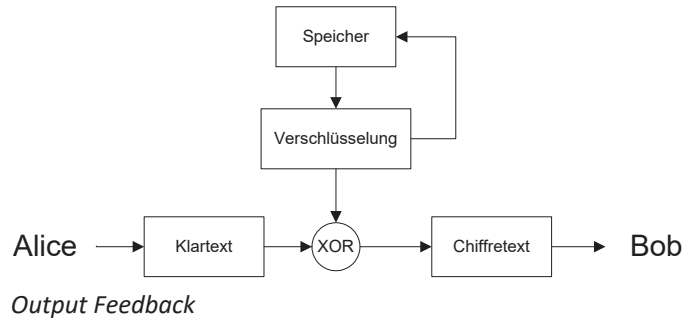 Speicher
Verschlüsselung
Alice
Klartext
XOR
Chiffretext
Bob
Output Feedback